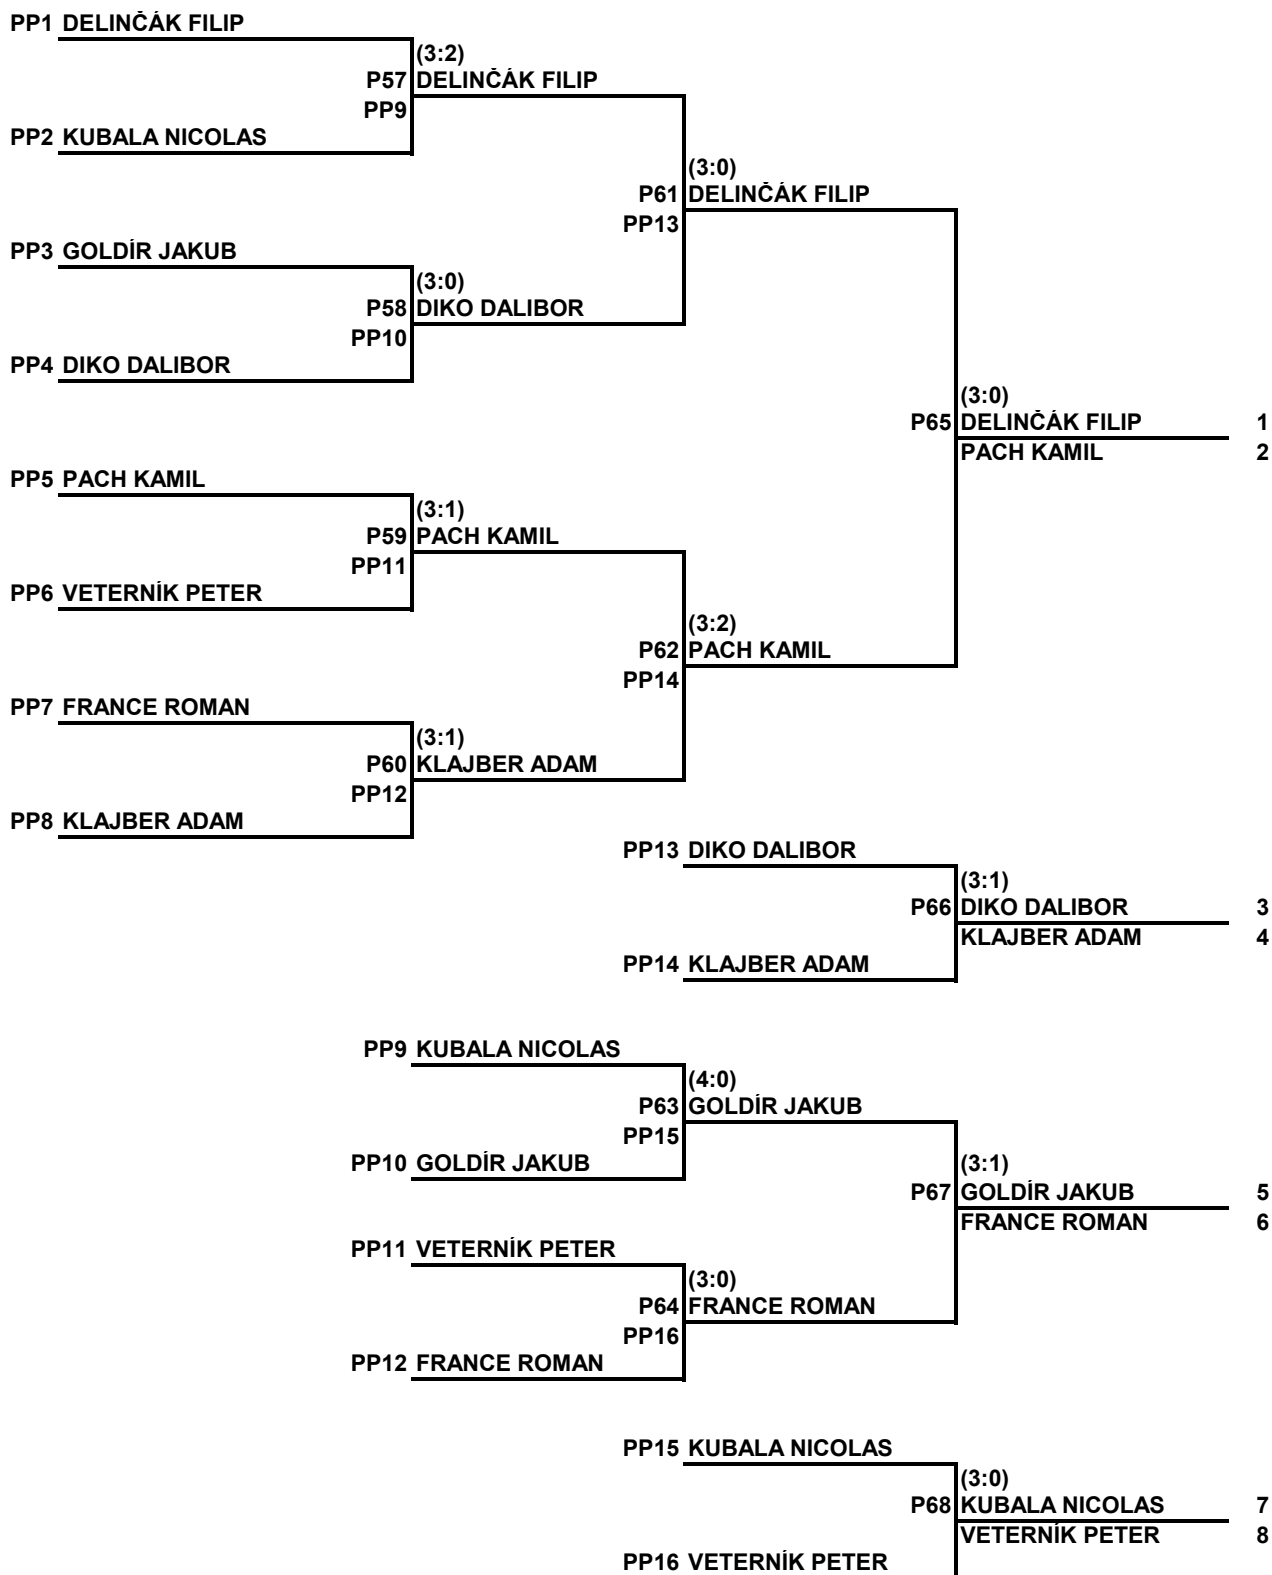 PP1 DELINČÁK FILIP
(3:2)
P57 DELINČÁK FILIP
PP9
PP2 KUBALA NICOLAS
(3:0)
P61 DELINČÁK FILIP
PP13
PP3 GOLDÍR JAKUB
(3:0)
P58 DIKO DALIBOR
PP10
PP4 DIKO DALIBOR
(3:0)
P65 DELINČÁK FILIP 1
PACH KAMIL 2
PP5 PACH KAMIL
(3:1)
P59 PACH KAMIL
PP11
PP6 VETERNÍK PETER
(3:2)
P62 PACH KAMIL
PP14
PP7 FRANCE ROMAN
(3:1)
P60 KLAJBER ADAM
PP12
PP8 KLAJBER ADAM
PP13 DIKO DALIBOR
(3:1)
P66 DIKO DALIBOR 3
KLAJBER ADAM 4
PP14 KLAJBER ADAM
PP9 KUBALA NICOLAS
(4:0)
P63 GOLDÍR JAKUB
PP15
PP10 GOLDÍR JAKUB
(3:1)
P67 GOLDÍR JAKUB 5
FRANCE ROMAN 6
PP11 VETERNÍK PETER
(3:0)
P64 FRANCE ROMAN
PP16
PP12 FRANCE ROMAN
PP15 KUBALA NICOLAS
(3:0)
P68 KUBALA NICOLAS 7
VETERNÍK PETER 8
PP16 VETERNÍK PETER